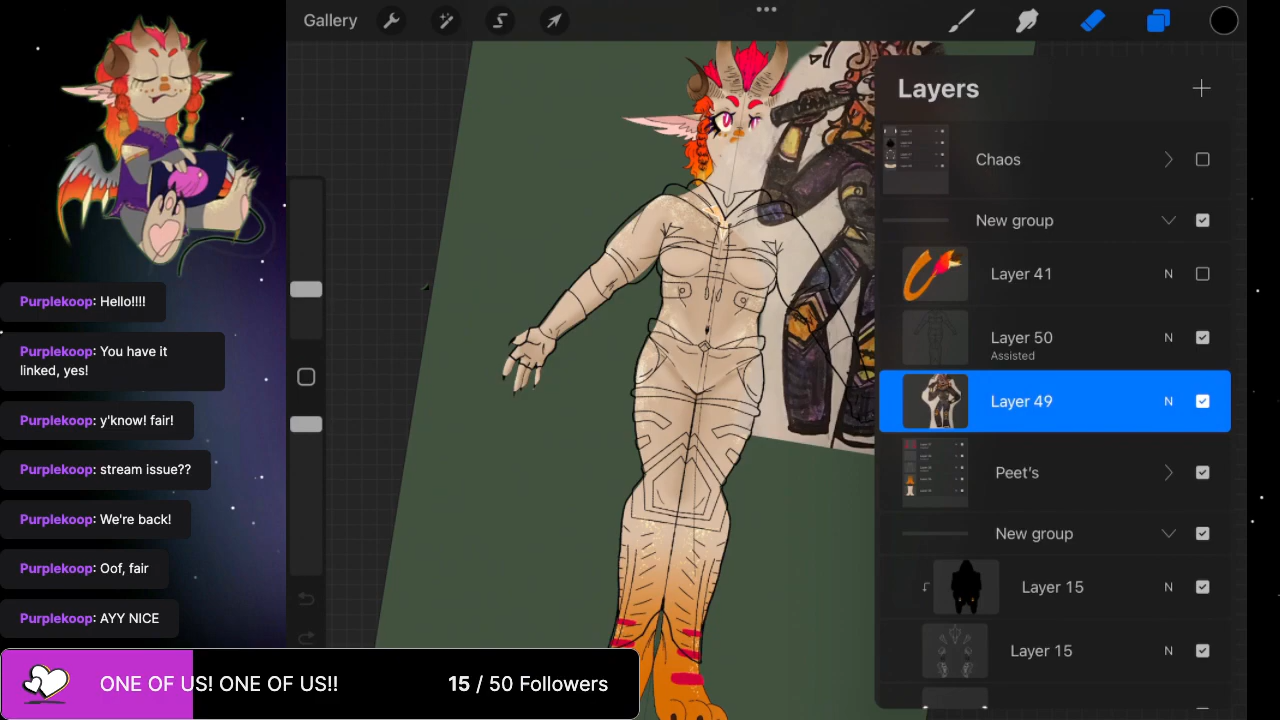 Gallery
Layers
Chaos
New group
Layer 41 N
Layer 50 N
Assisted
Layer 49 N
Peet's
New group
Layer 15 N
Layer 15 N
Purplekoop: Hello!!!!
Purplekoop: You have it
linked, yes!
Purplekoop: y'know! fair!
Purplekoop: stream issue??
Purplekoop: We're back!
Purplekoop: Oof, fair
Purplekoop: AYY NICE
ONE OF US! ONE OF US!! 15 / 50 Followers